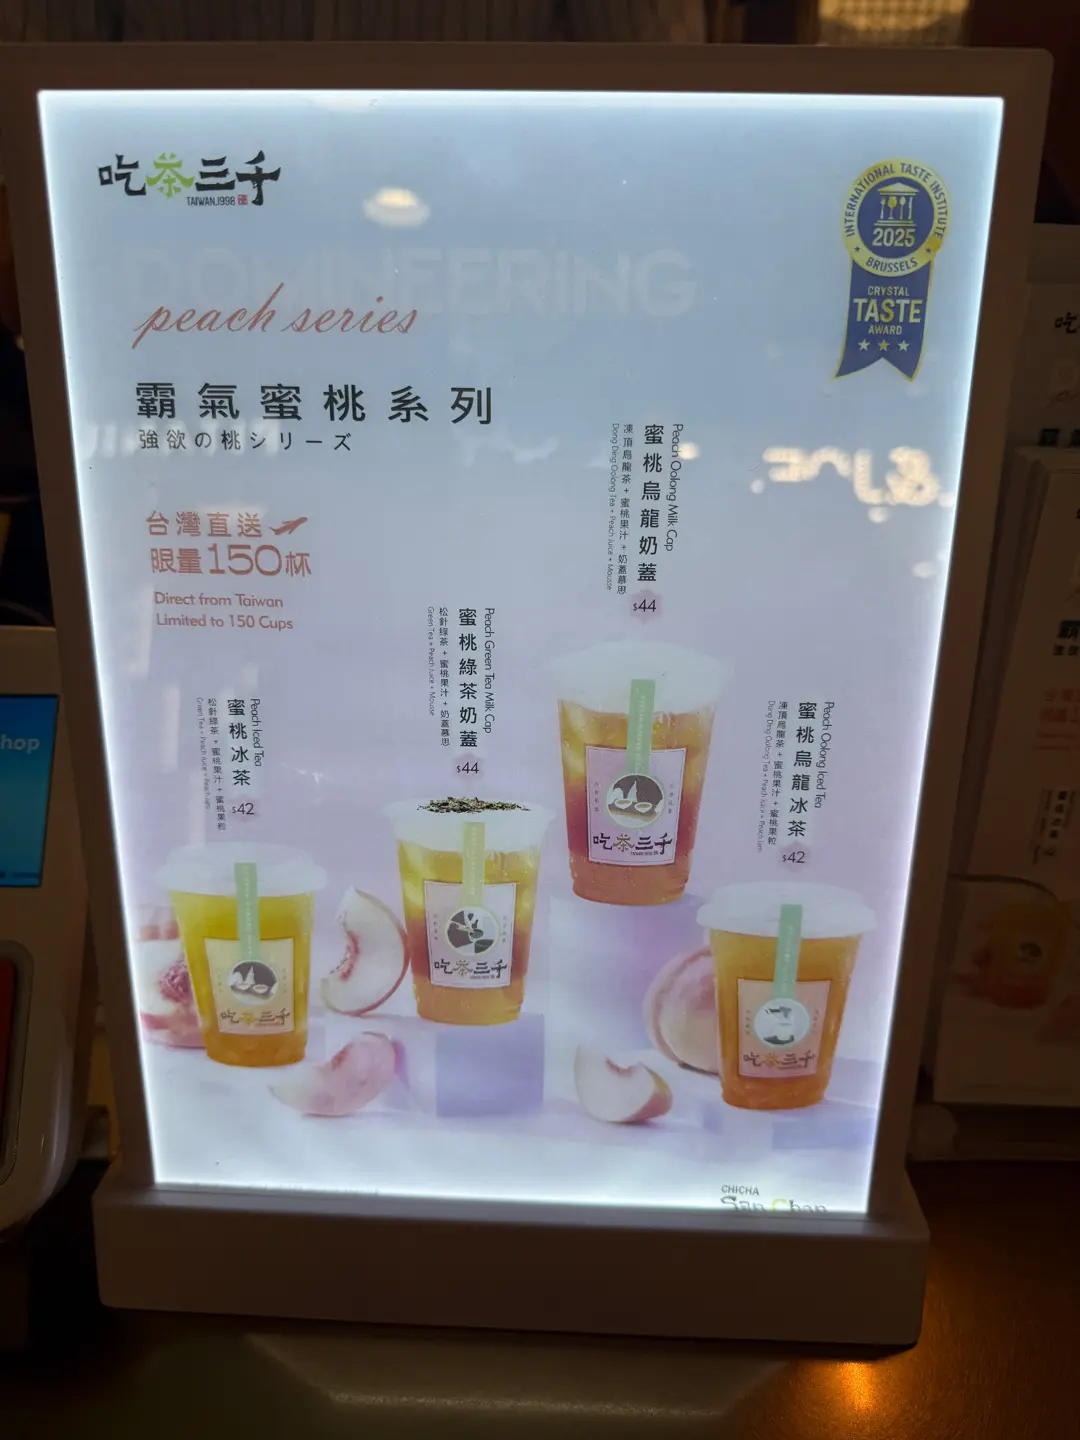 吃茶三千
TAIWAN.1998
INTERNATIONAL TASTE INSTITUTE
2025
BRUSSELS
CRYSTAL
TASTE
AWARD
peach series
霸氣蜜桃系列
強欲の桃シリーズ
台灣直送
限量150杯
Direct from Taiwan
Limited to 150 Cups
Peach Oolong Milk Cap
蜜桃烏龍奶蓋
凍頂烏龍茶+蜜桃果汁+奶蓋慕思
Dong Ding Oolong Tea + Peach Juice + Mousse
$44
Peach Green Tea Milk Cap
蜜桃綠茶奶蓋
松針綠茶+蜜桃果汁+奶蓋慕思
Green Tea + Peach Juice + Mousse
$44
Peach Iced Tea
蜜桃冰茶
松針綠茶+蜜桃果汁+蜜桃果粒
Green Tea + Peach Juice + Peach Jam
$42
Peach Oolong Iced Tea
蜜桃烏龍冰茶
凍頂烏龍茶+蜜桃果汁+蜜桃果粒
Dong Ding Oolong Tea + Peach Juice + Peach Jam
$42
吃茶三千
吃茶三千
吃茶三千
吃茶三千
CHICHA
San Chen
hop